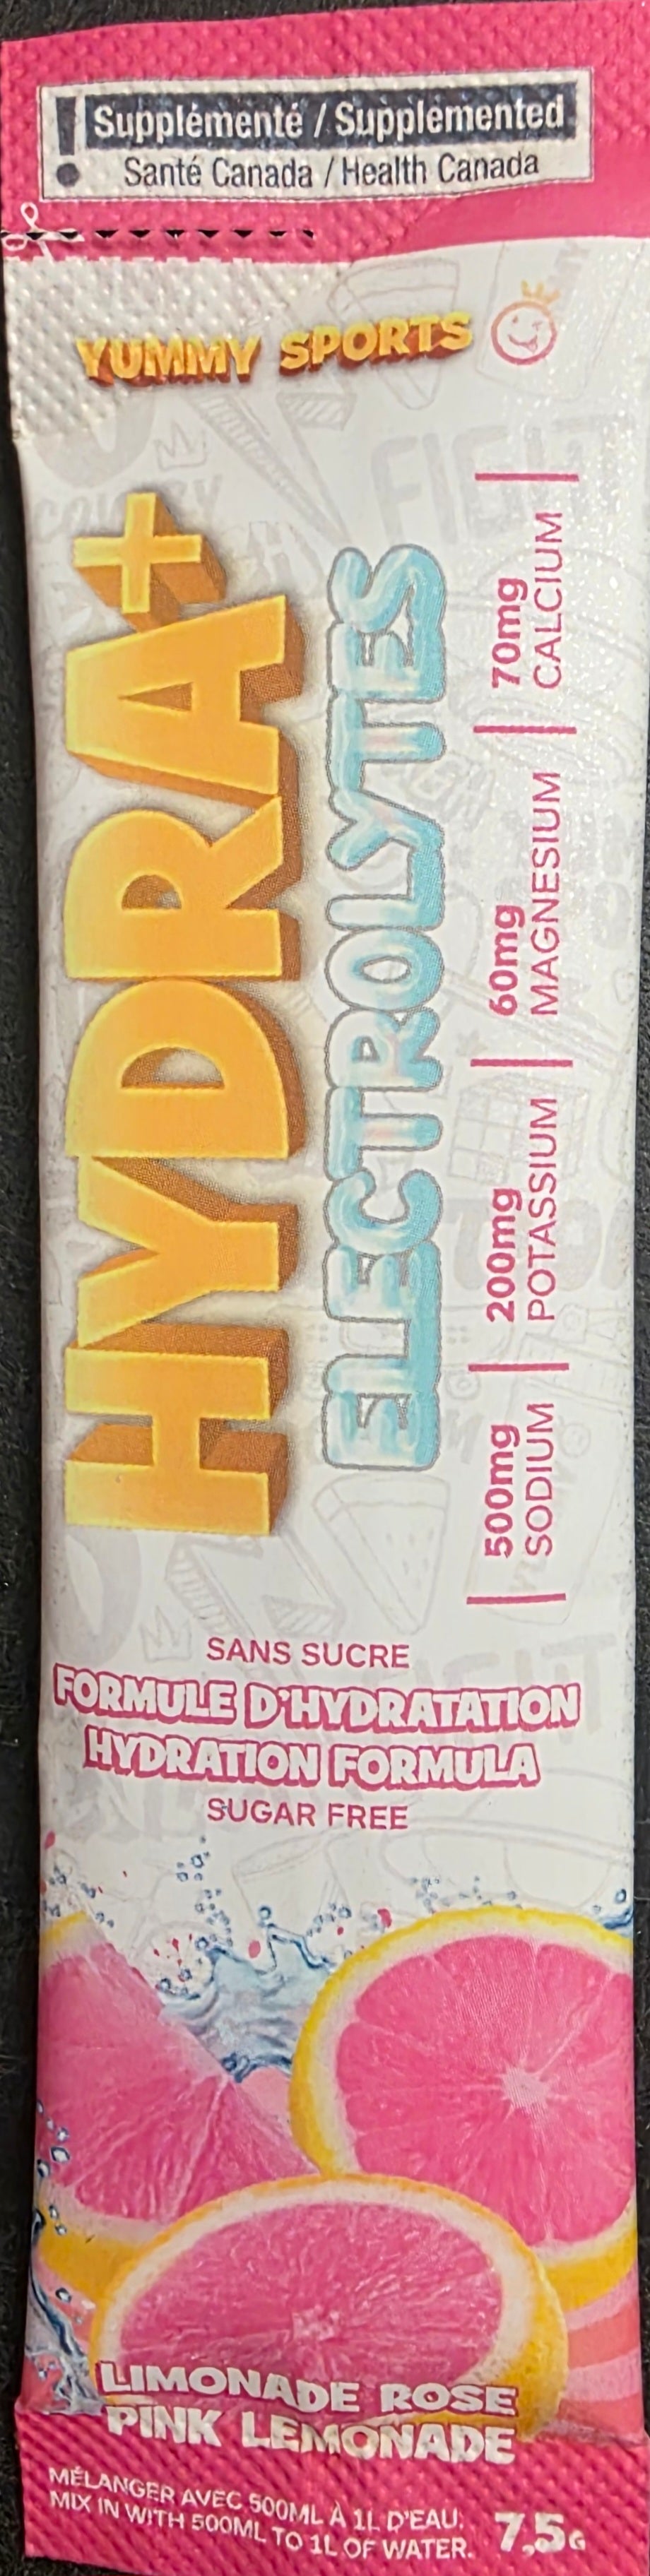 ! Supplémenté / Supplemented
Santé Canada / Health Canada
YUMMY SPORTS
HYDRA+
ELECTROLYTES
500mg SODIUM | 200mg POTASSIUM | 60mg MAGNESIUM | 70mg CALCIUM
SANS SUCRE
FORMULE D'HYDRATATION
HYDRATION FORMULA
SUGAR FREE
LIMONADE ROSE
PINK LEMONADE
MÉLANGER AVEC 500ML À 1L D'EAU.
MIX IN WITH 500ML TO 1L OF WATER.
7,5G